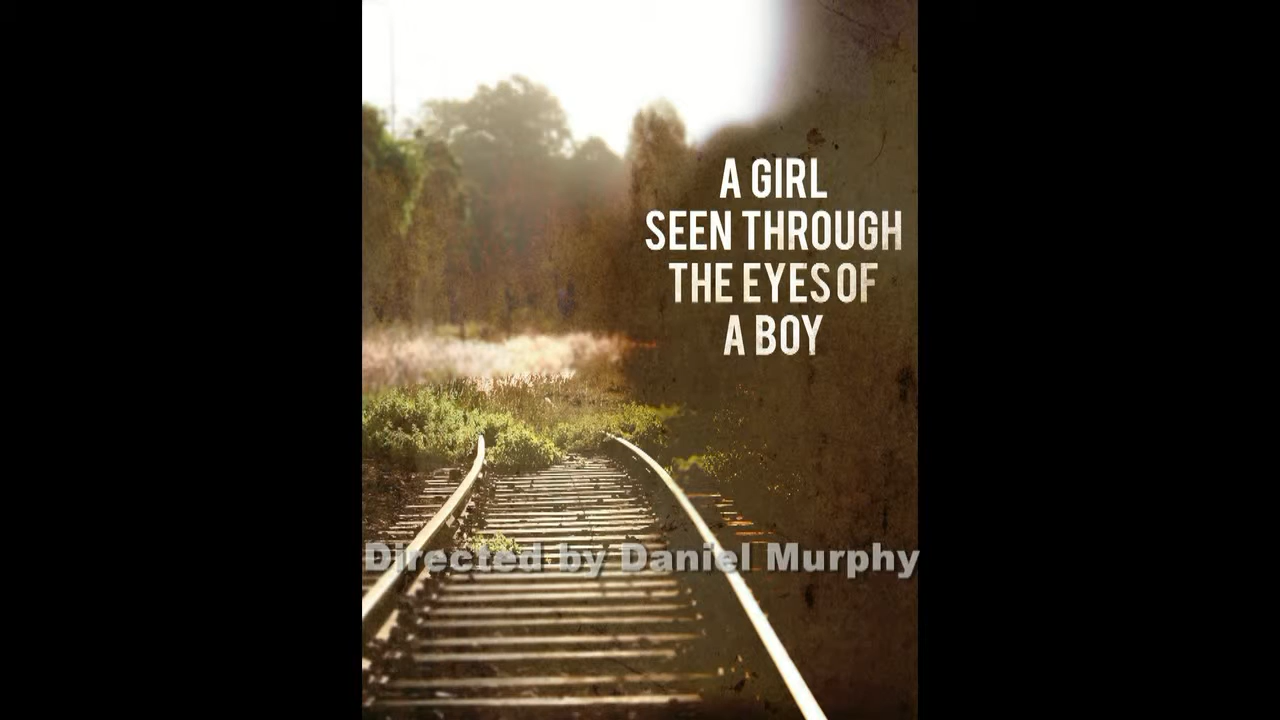 A GIRL
SEEN THROUGH
THE EYES OF
A BOY
Directed by Daniel Murphy